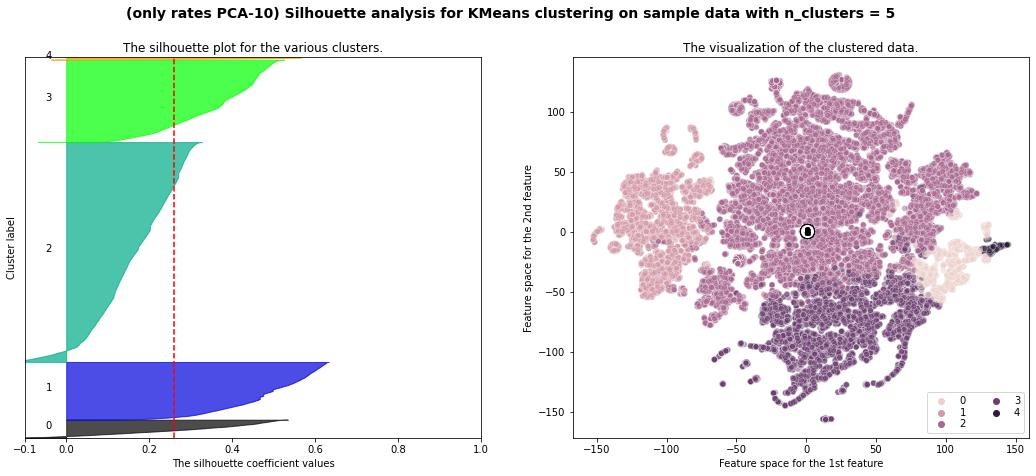 (only rates PCA-10) Silhouette analysis for KMeans clustering on sample data with n_clusters = 5
The silhouette plot for the various clusters.
Cluster label
4
3
2
1
0
−0.1 0.0 0.2 0.4 0.6 0.8 1.0
The silhouette coefficient values
The visualization of the clustered data.
Feature space for the 2nd feature
100
50
0
−50
−100
−150
−150 −100 −50 0 50 100 150
Feature space for the 1st feature
0 3
1 4
2